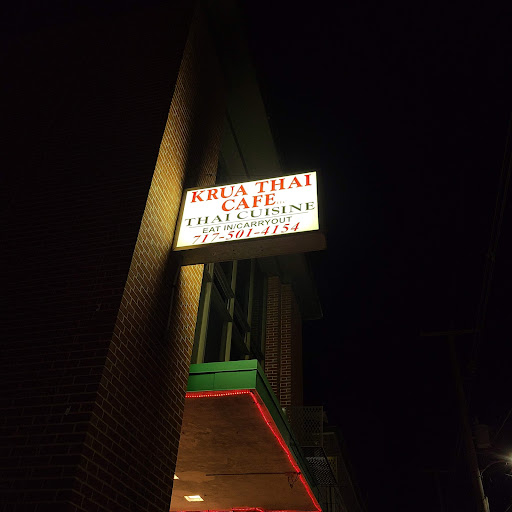 KRUA THAI
CAFE...
THAI CUISINE
EAT IN/CARRYOUT
717-501-4154